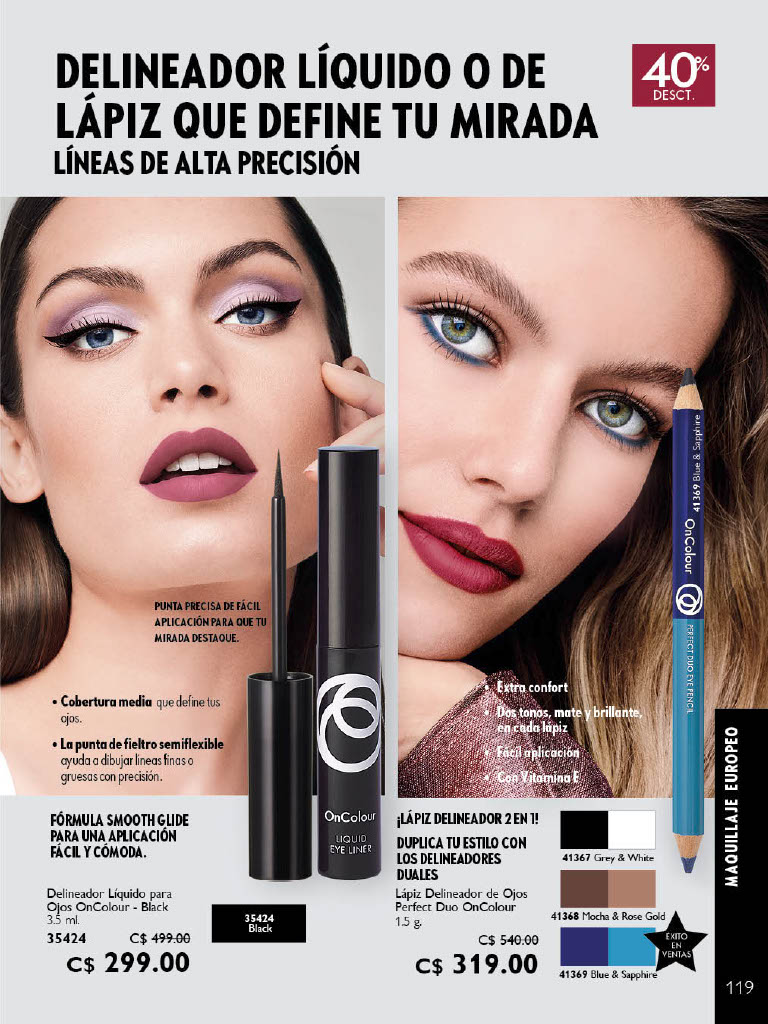 DELINEADOR LÍQUIDO O DE
LÁPIZ QUE DEFINE TU MIRADA
LÍNEAS DE ALTA PRECISIÓN
40%
DESCT.
PUNTA PRECISA DE FÁCIL
APLICACIÓN PARA QUE TU
MIRADA DESTAQUE.
• Cobertura media que define tus
ojos.
• La punta de fieltro semiflexible
ayuda a dibujar lineas finas o
gruesas con precisión.
OnColour
LIQUID
EYE LINER
• Extra confort
• Dos tonos, mate y brillante,
en cada lápiz
• Fácil aplicación
• Con Vitamina E
41369 Blue & Sapphire
OnColour
PERFECT DUO EYE PENCIL
FÓRMULA SMOOTH GLIDE
PARA UNA APLICACIÓN
FÁCIL Y CÓMODA.
Delineador Líquido para
Ojos OnColour - Black
3.5 ml.
35424 C$ 499.00
C$ 299.00
35424
Black
¡LÁPIZ DELINEADOR 2 EN 1!
DUPLICA TU ESTILO CON
LOS DELINEADORES
DUALES
Lápiz Delineador de Ojos
Perfect Duo OnColour
1.5 g.
C$ 540.00
C$ 319.00
41367 Grey & White
41368 Mocha & Rose Gold
41369 Blue & Sapphire
EXITO
EN
VENTAS
MAQUILLAJE EUROPEO
119